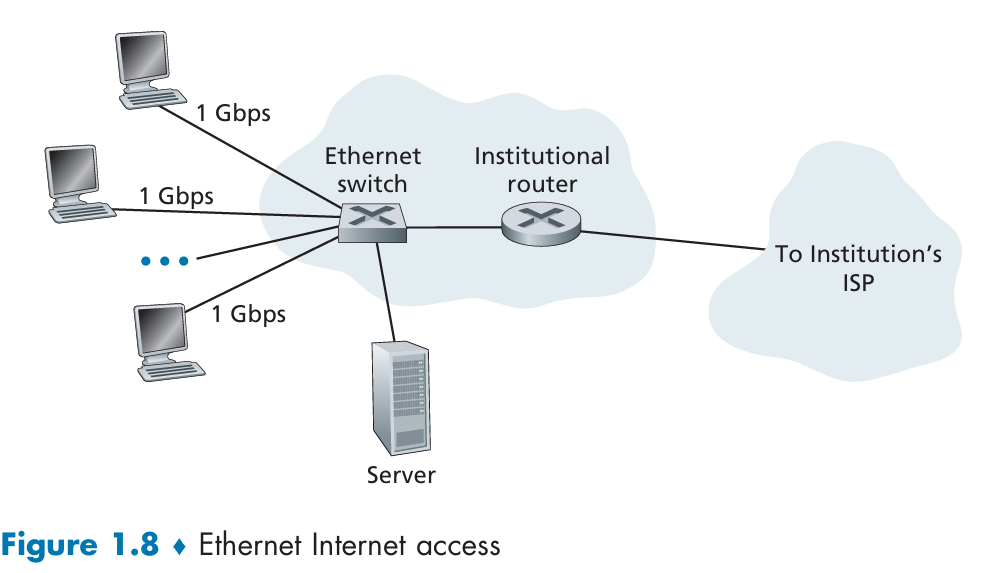 1 Gbps
1 Gbps
1 Gbps
Ethernet
switch
Institutional
router
To Institution's
ISP
Server
Figure 1.8 ♦ Ethernet Internet access